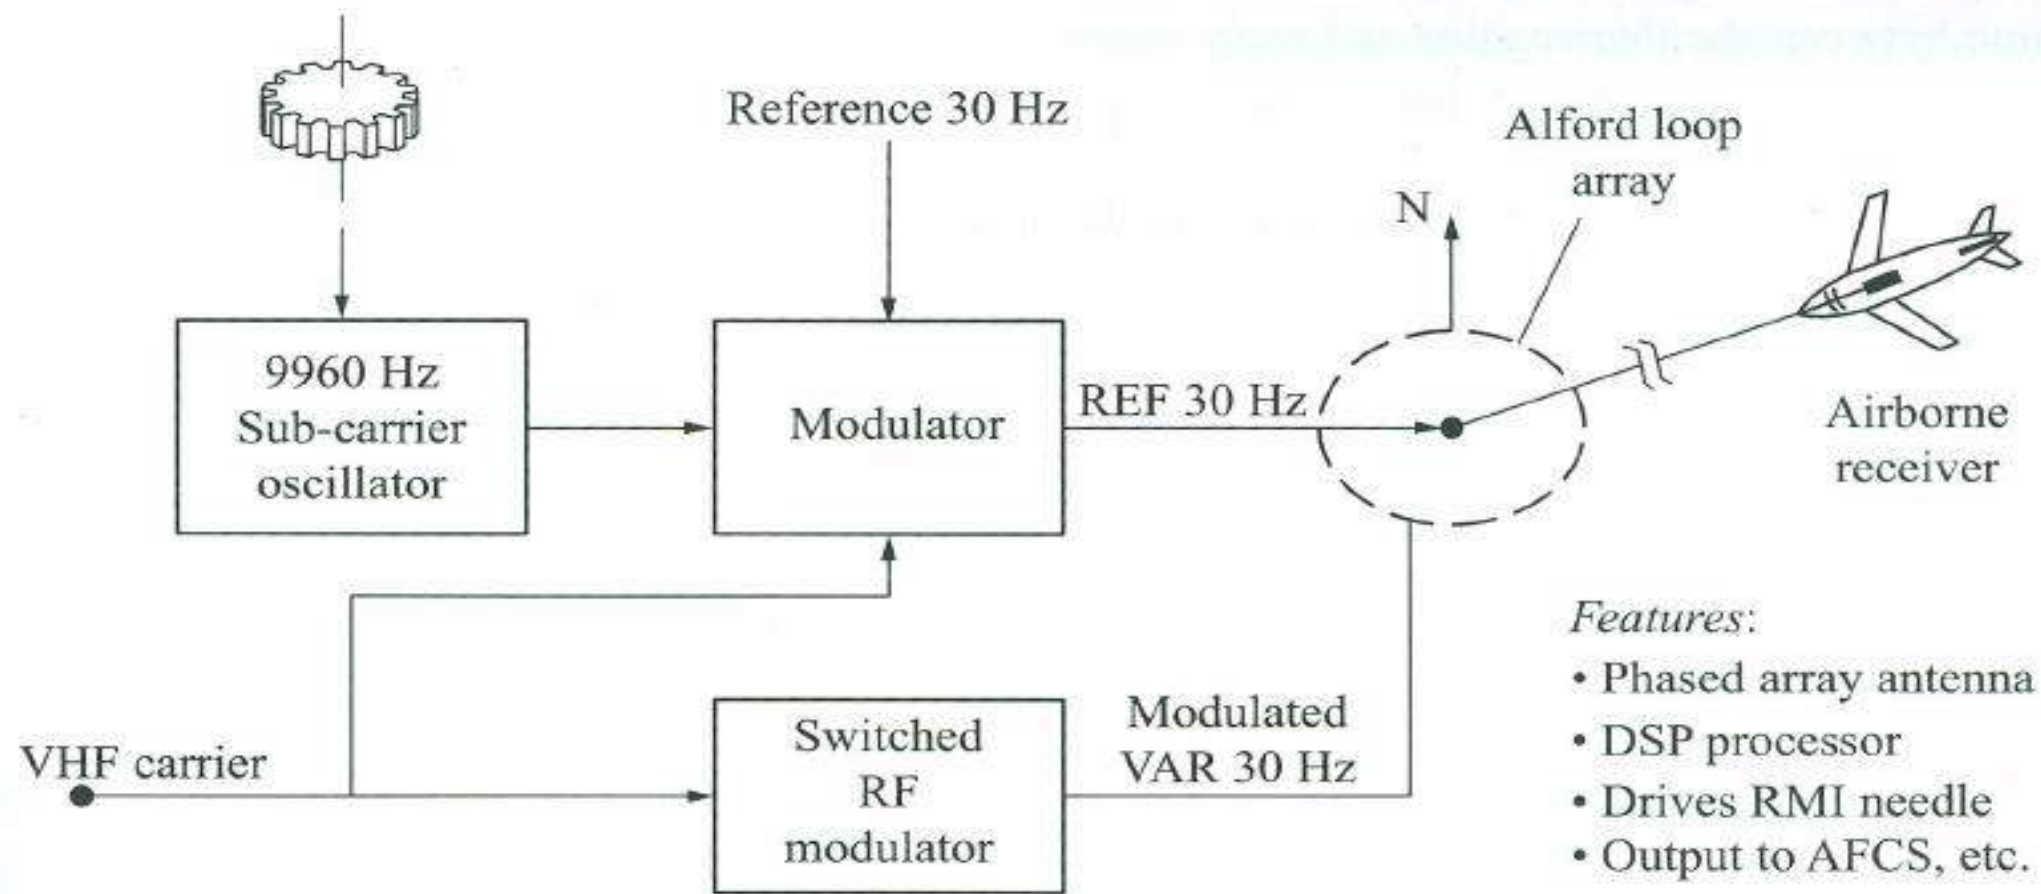 Reference 30 Hz
Alford loop
array
N
9960 Hz
Sub-carrier
oscillator
Modulator
REF 30 Hz
Airborne
receiver
VHF carrier
Switched
RF
modulator
Modulated
VAR 30 Hz
Features:
• Phased array antenna
• DSP processor
• Drives RMI needle
• Output to AFCS, etc.